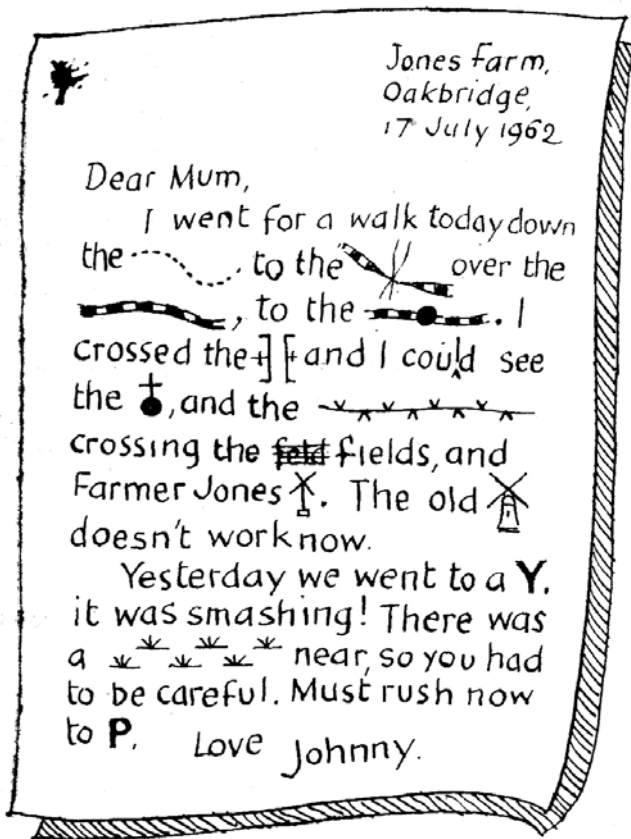 Jones Farm,
Oakbridge,
17 July 1962
Dear Mum,
I went for a walk today down
the to the over the
, to the . I
crossed the and I could see
the , and the
crossing the feld fields, and
Farmer Jones . The old
doesn't work now.
Yesterday we went to a Y.
it was smashing! There was
a near, so you had
to be careful. Must rush now
to P.
Love Johnny.